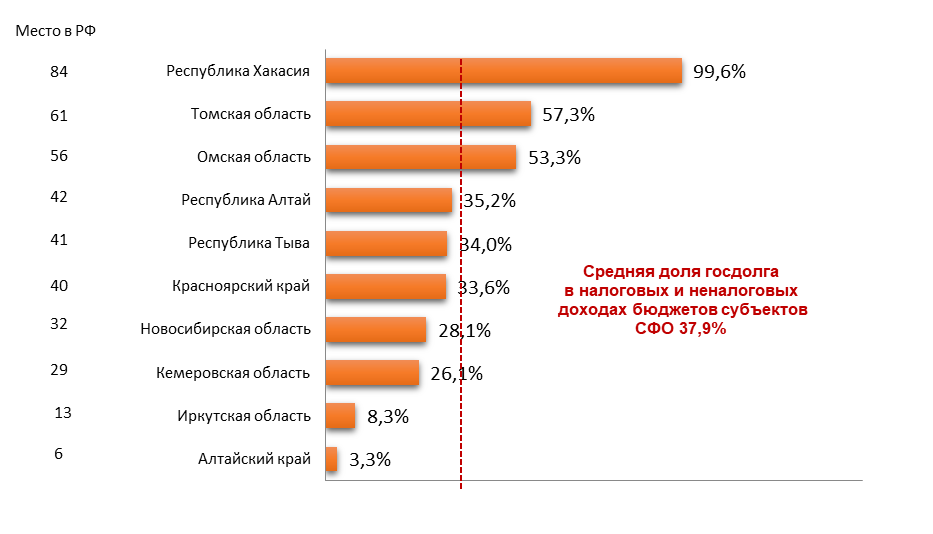 Место в РФ
84 Республика Хакасия 99,6%
61 Томская область 57,3%
56 Омская область 53,3%
42 Республика Алтай 35,2%
41 Республика Тыва 34,0%
40 Красноярский край 33,6%
32 Новосибирская область 28,1%
29 Кемеровская область 26,1%
13 Иркутская область 8,3%
6 Алтайский край 3,3%
Средняя доля госдолга
в налоговых и неналоговых
доходах бюджетов субъектов
СФО 37,9%